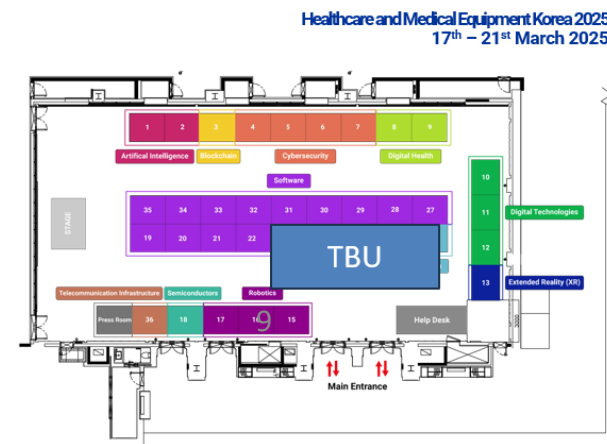 Healthcare and Medical Equipment Korea 2025
17th – 21st March 2025
1 2 3 4 5 6 7 8 9
Artifical Intelligence Blockchain Cybersecurity Digital Health
Software
10
11
12
13
Digital Technologies
Extended Reality (XR)
STAGE
35 34 33 32 31 30 29 28 27
19 20 21 22
TBU
Telecommunication Infrastructure Semiconductors Robotics
Press Room 36 18 17 9 15
Help Desk
Main Entrance